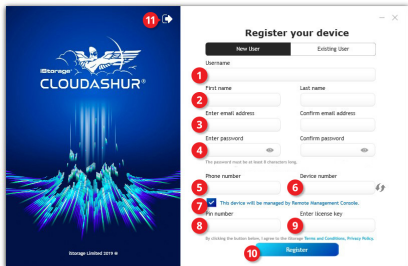 11
Register your device
New User
Existing User
Username
1
First name
Last name
2
Enter email address
Confirm email address
3
Enter password
Confirm password
4
The password must be at least 8 characters long.
Phone number
Device number
5
6
7
This device will be managed by Remote Management Console.
Pin number
Enter license key
8
9
By clicking the button below, I agree to the iStorage Terms and Conditions, Privacy Policy.
10
Register
iStorage®
CLOUDASHUR®
iStorage Limited 2019 ©